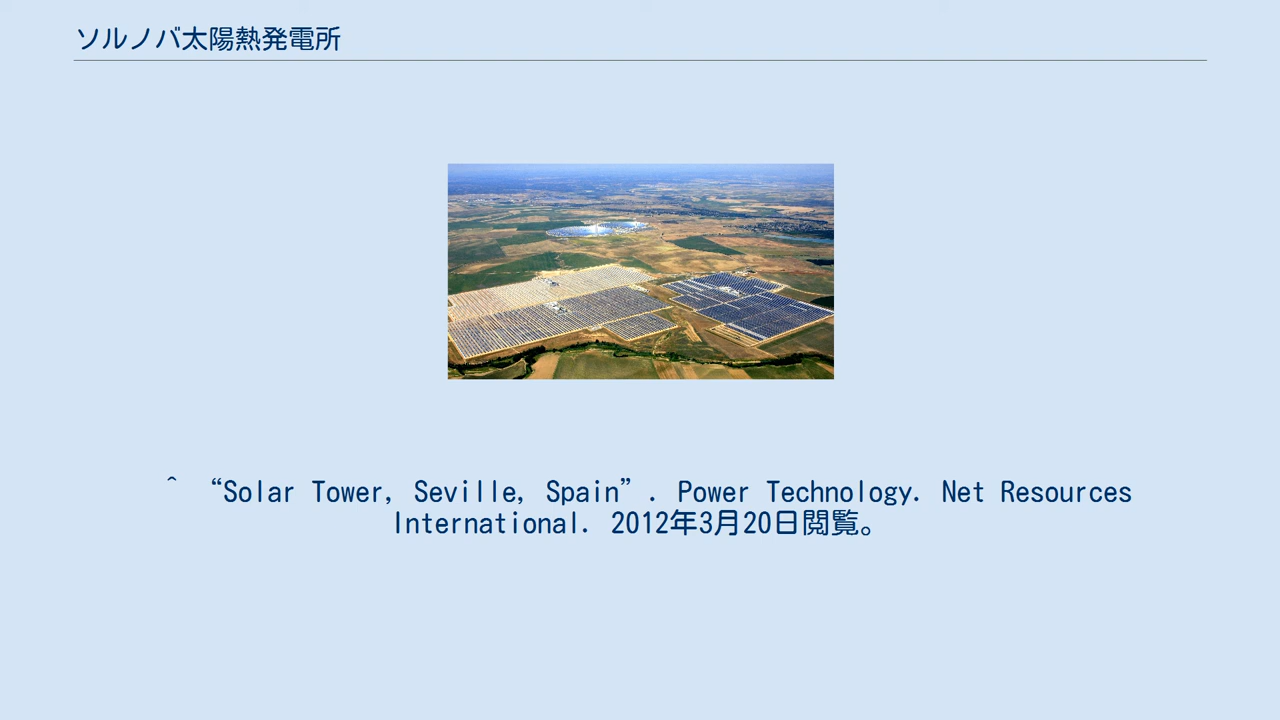 ソルノバ太陽熱発電所
^ “Solar Tower, Seville, Spain”. Power Technology. Net Resources
International. 2012年3月20日閲覧。